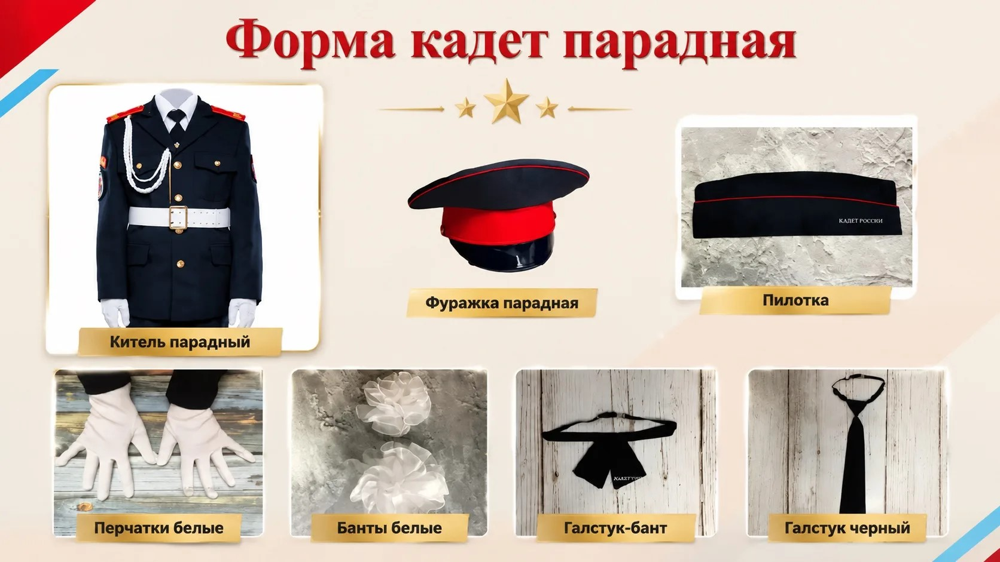 Форма кадет парадная
КАДЕТ РОССИИ
Фуражка парадная
Пилотка
Китель парадный
Перчатки белые
Банты белые
Галстук-бант
Галстук черный